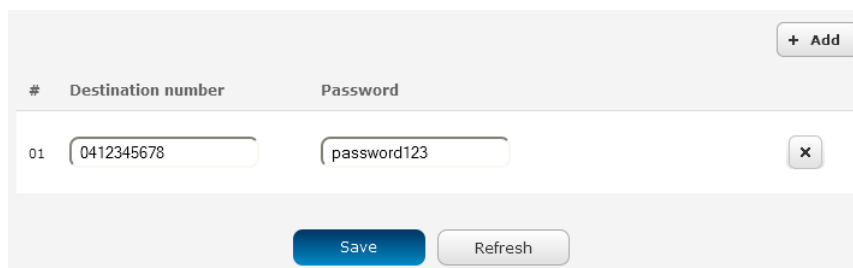 + Add
# Destination number Password
01 0412345678 password123 ×
Save Refresh